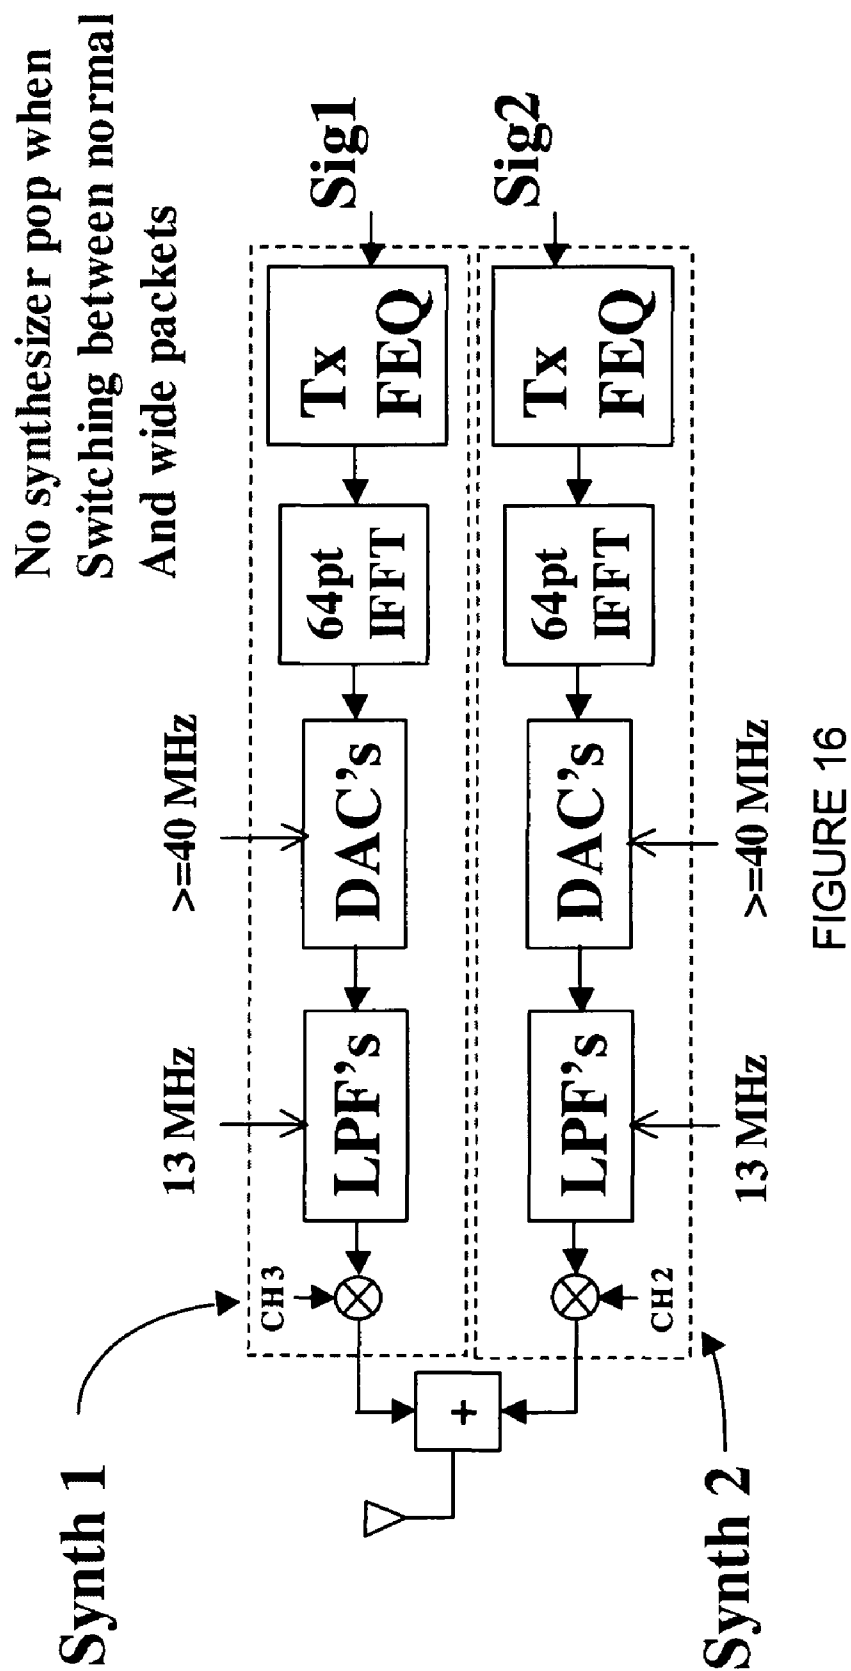 No synthesizer pop when
Switching between normal
And wide packets
Synth 1
13 MHz
>=40 MHz
CH3
LPF's
DAC's
64pt
IFFT
Tx
FEQ
Sig1
+
CH2
LPF's
DAC's
64pt
IFFT
Tx
FEQ
Sig2
Synth 2
13 MHz
>=40 MHz
FIGURE 16